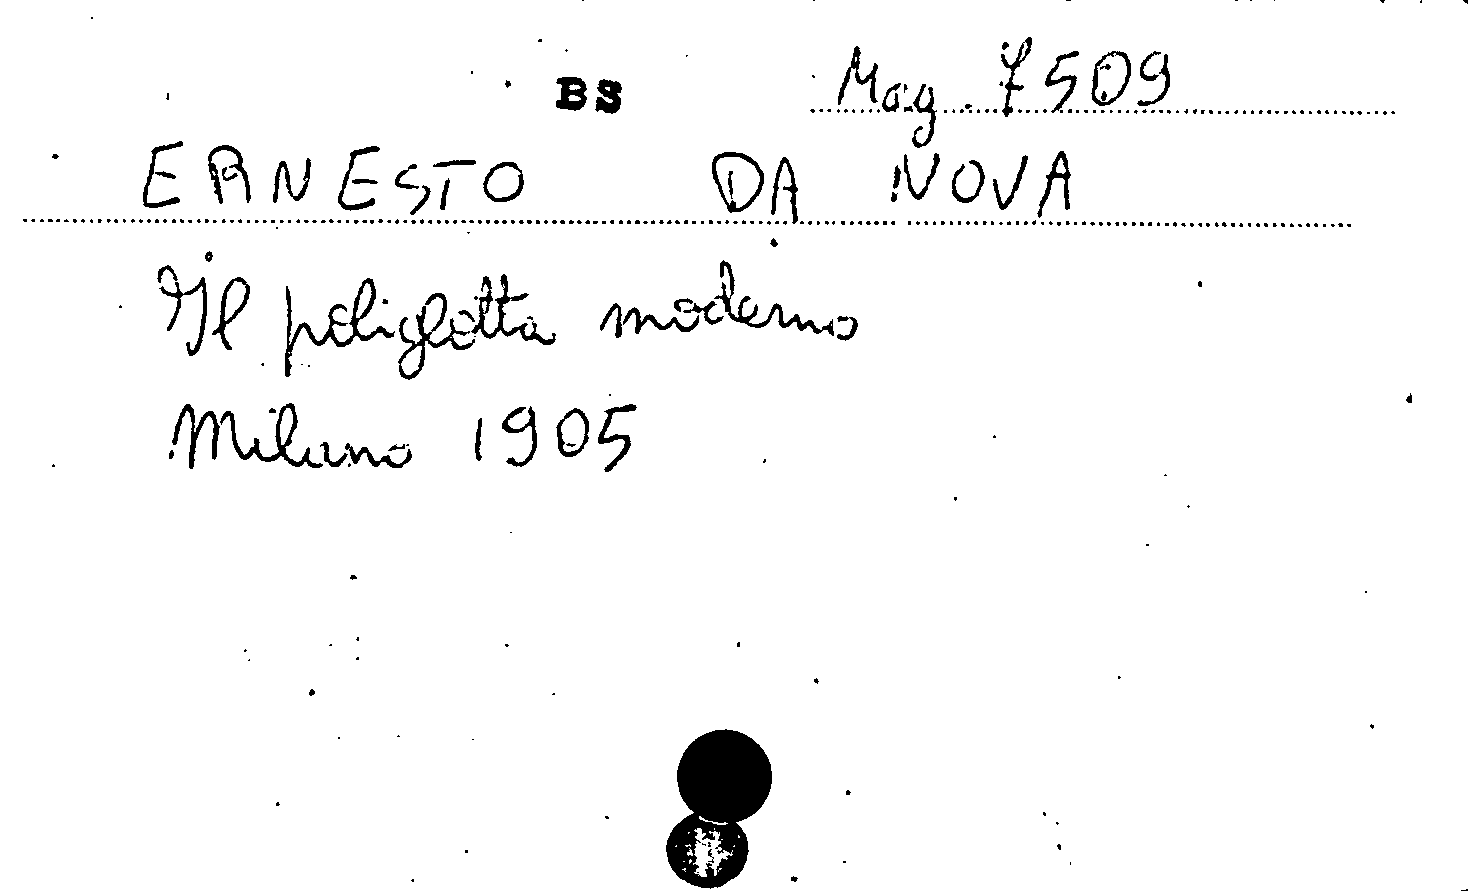 BS Mag. 7509
ERNESTO DA NOVA
Il poliglotta moderno
Milano 1905